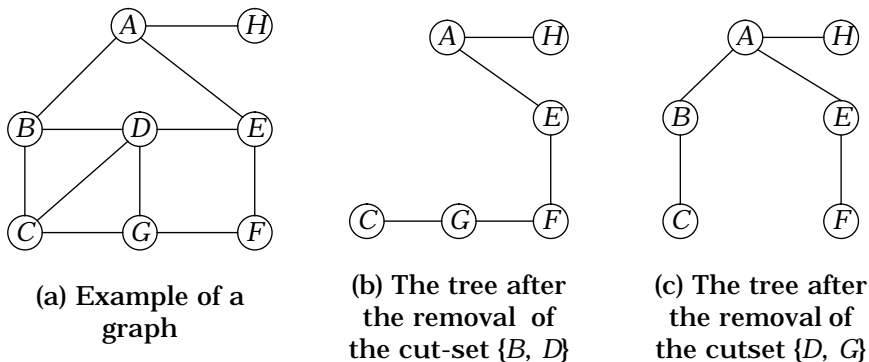 A H
B D E
C G F
(a) Example of a
graph
A H
E
C G F
(b) The tree after
the removal of
the cut-set {B, D}
A H
B E
C F
(c) The tree after
the removal of
the cutset {D, G}